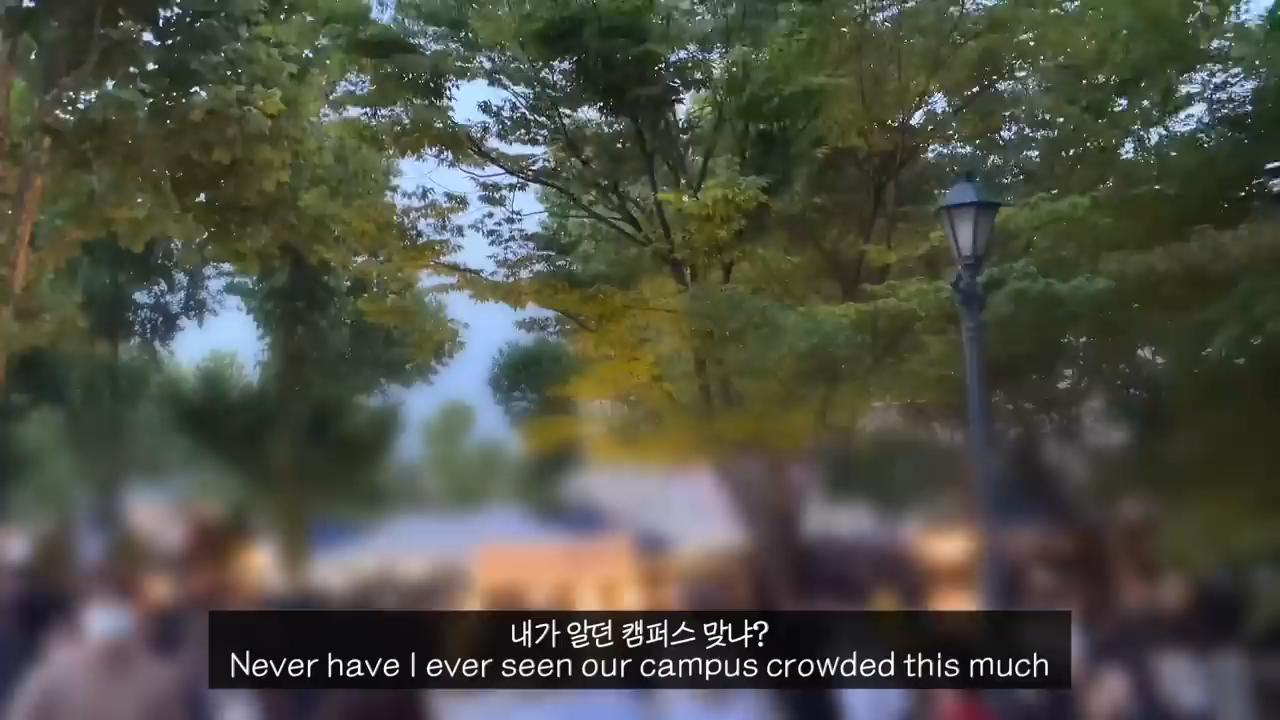 내가 알던 캠퍼스 맞냐?
Never have I ever seen our campus crowded this much